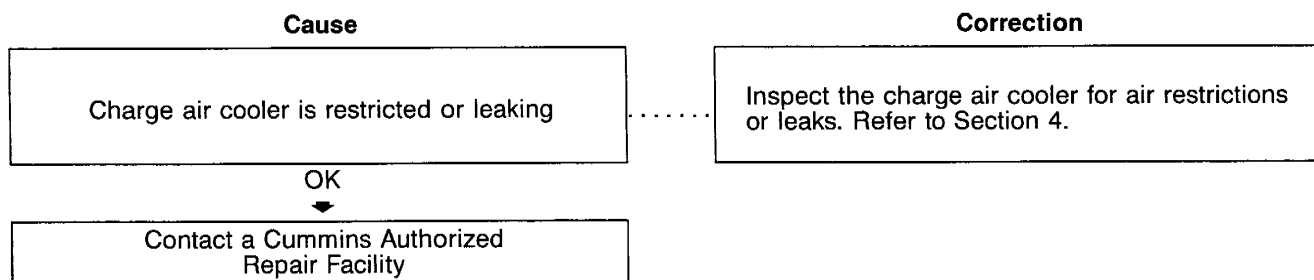 Cause
Correction
Charge air cooler is restricted or leaking
. . . . . . .
Inspect the charge air cooler for air restrictions
or leaks. Refer to Section 4.
OK
Contact a Cummins Authorized
Repair Facility